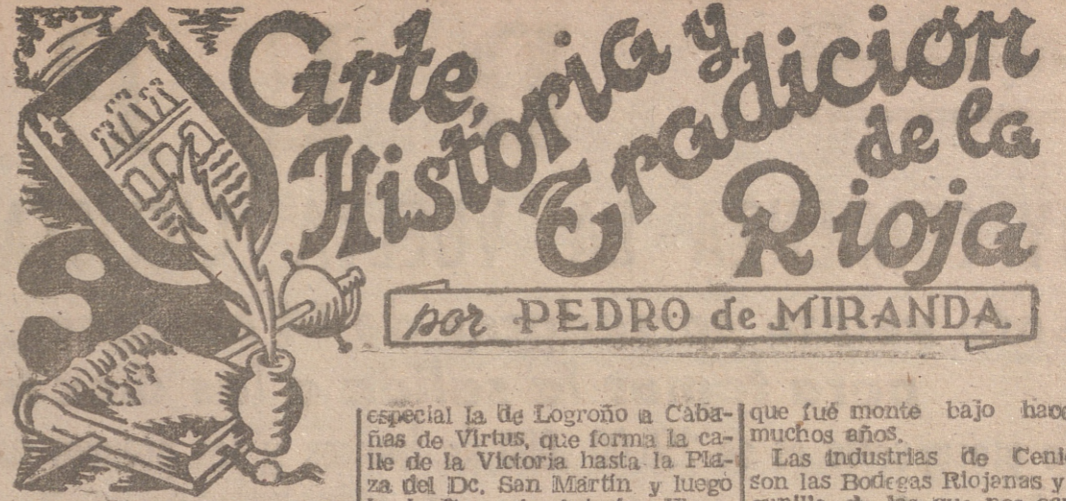 Arte,
Historia y
Tradición
de la
Rioja
por PEDRO de MIRANDA
especial la de Logroño a Caba-
ñas de Virtus, que forma la ca-
lle de la Victoria hasta la Pla-
za del Dc. San Martín y luego
que fué monte bajo hace
muchos años.
Las industrias de Ceni
son las Bodegas Riojanas y